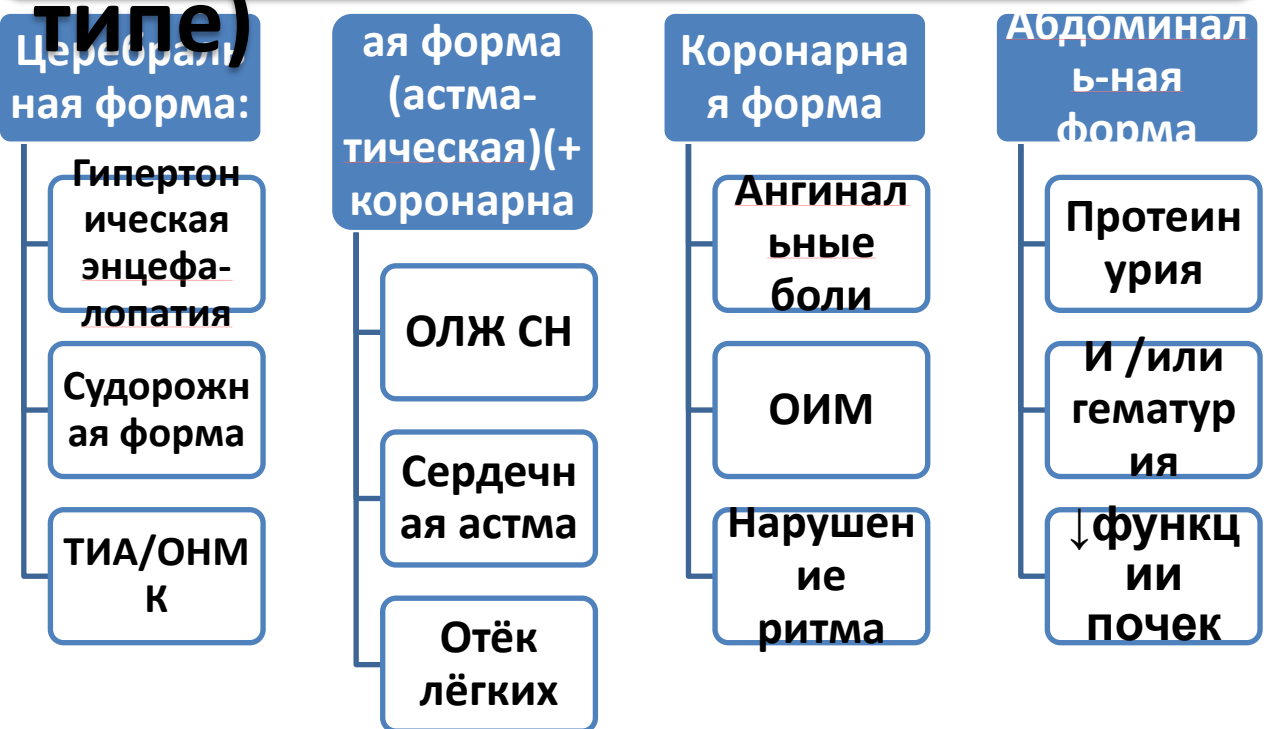 типе)
Церебраль
ная форма:
Гипертон
ическая
энцефа-
лопатия
Судорожн
ая форма
ТИА/ОНМ
К
ая форма
(астма-
тическая)(+
коронарна
ОЛЖ СН
Сердечн
ая астма
Отёк
лёгких
Коронарна
я форма
Ангинал
ьные
боли
ОИМ
Нарушен
ие
ритма
Абдоминал
ь-ная
форма
Протеин
урия
И /или
гематур
ия
↓функц
ии
почек